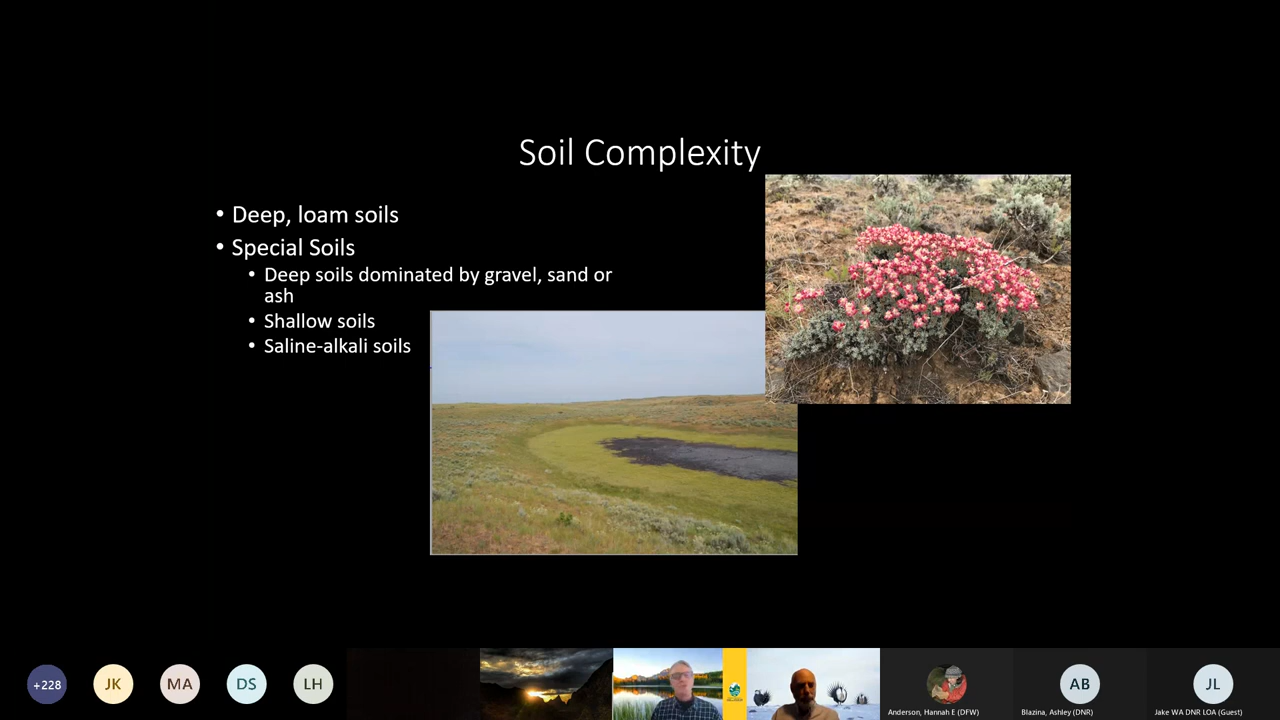 Soil Complexity
• Deep, loam soils
• Special Soils
• Deep soils dominated by gravel, sand or
ash
• Shallow soils
• Saline-alkali soils
+228
JK
MA
DS
LH
AB
JL
Anderson, Hannah E (DFW)
Blazina, Ashley (DNR)
Jake WA DNR LOA (Guest)